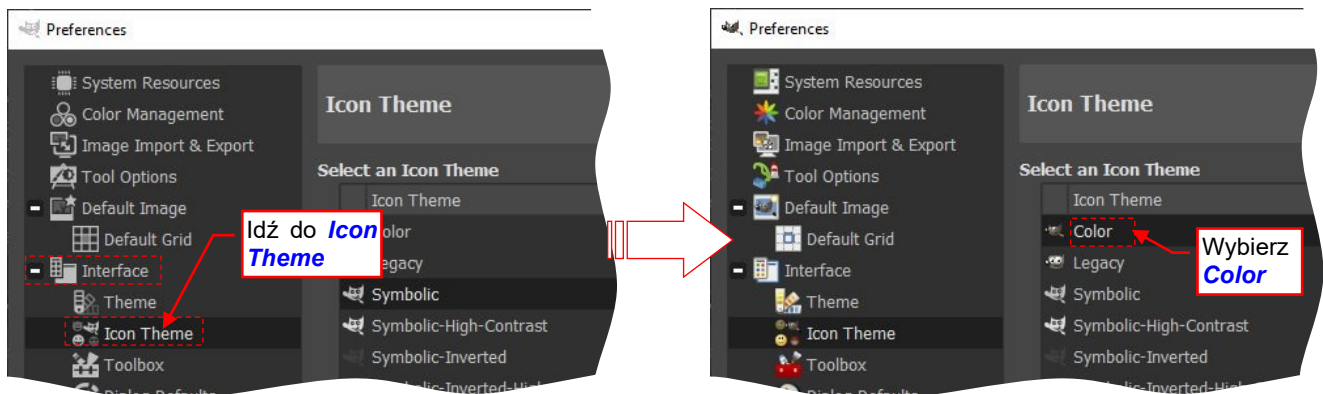 Preferences
System Resources
Color Management
Image Import & Export
Tool Options
Default Image
Default Grid
Interface
Theme
Icon Theme
Toolbox
Icon Theme
Select an Icon Theme
Icon Theme
Symbolic
Symbolic-High-Contrast
Symbolic-Inverted
Idź do Icon
Theme
Preferences
System Resources
Color Management
Image Import & Export
Tool Options
Default Image
Default Grid
Interface
Theme
Icon Theme
Toolbox
Icon Theme
Select an Icon Theme
Icon Theme
Color
Legacy
Symbolic
Symbolic-High-Contrast
Symbolic-Inverted
Wybierz
Color